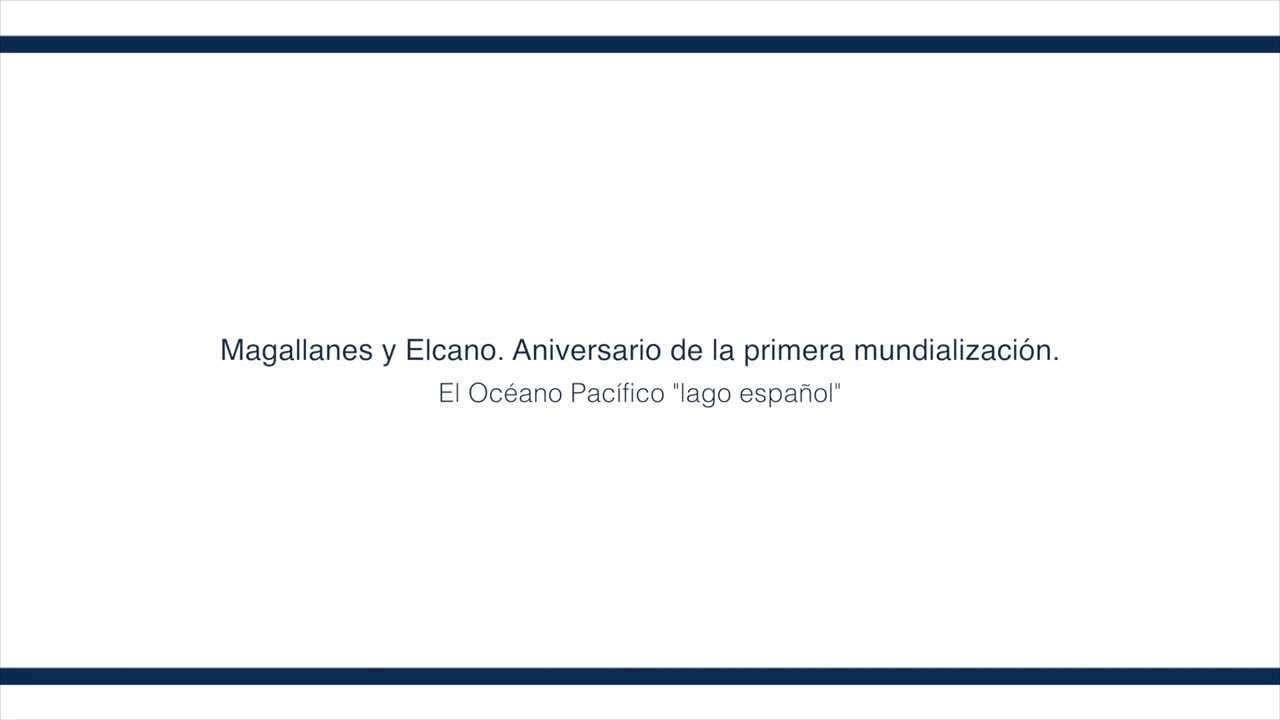 Magallanes y Elcano. Aniversario de la primera mundialización.
El Océano Pacífico "lago español"